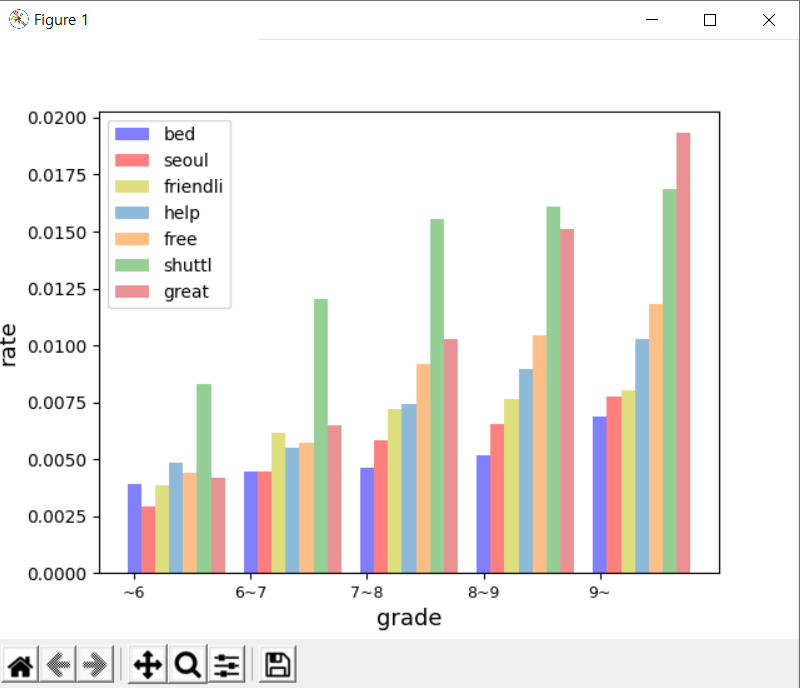 Figure 1
0.0200
0.0175
0.0150
0.0125
0.0100
0.0075
0.0050
0.0025
0.0000
rate
bed
seoul
friendli
help
free
shuttl
great
~6 6~7 7~8 8~9 9~
grade